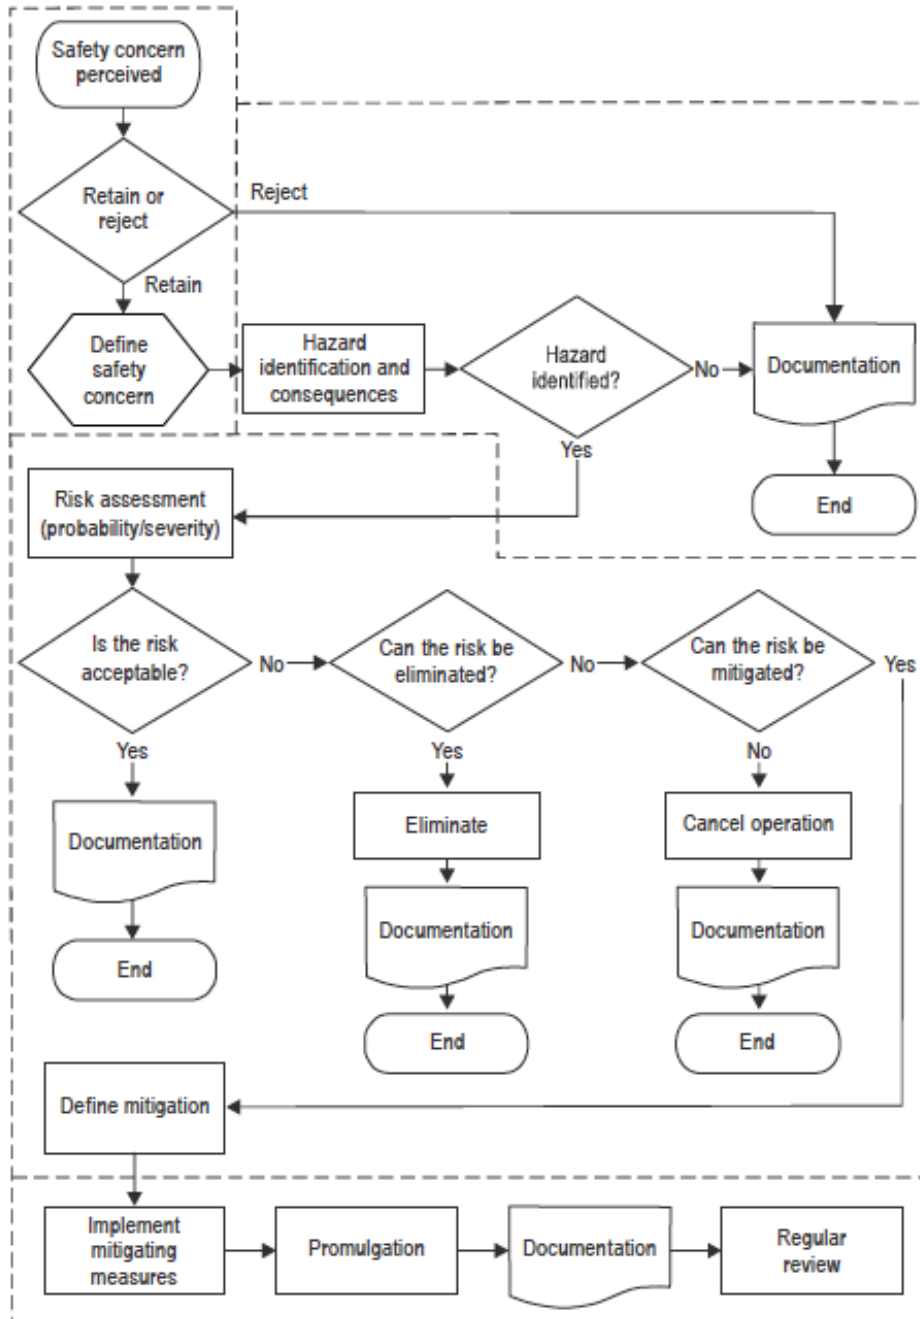 Safety concern
perceived
Retain or
reject
Reject
Retain
Define
safety
concern
Hazard
identification and
consequences
Hazard
identified?
No
Documentation
Yes
End
Risk assessment
(probability/severity)
Is the risk
acceptable?
No
Can the risk be
eliminated?
No
Can the risk be
mitigated?
Yes
Yes
Yes
No
Documentation
Eliminate
Cancel operation
Documentation
Documentation
End
End
End
Define mitigation
Implement
mitigating
measures
Promulgation
Documentation
Regular
review